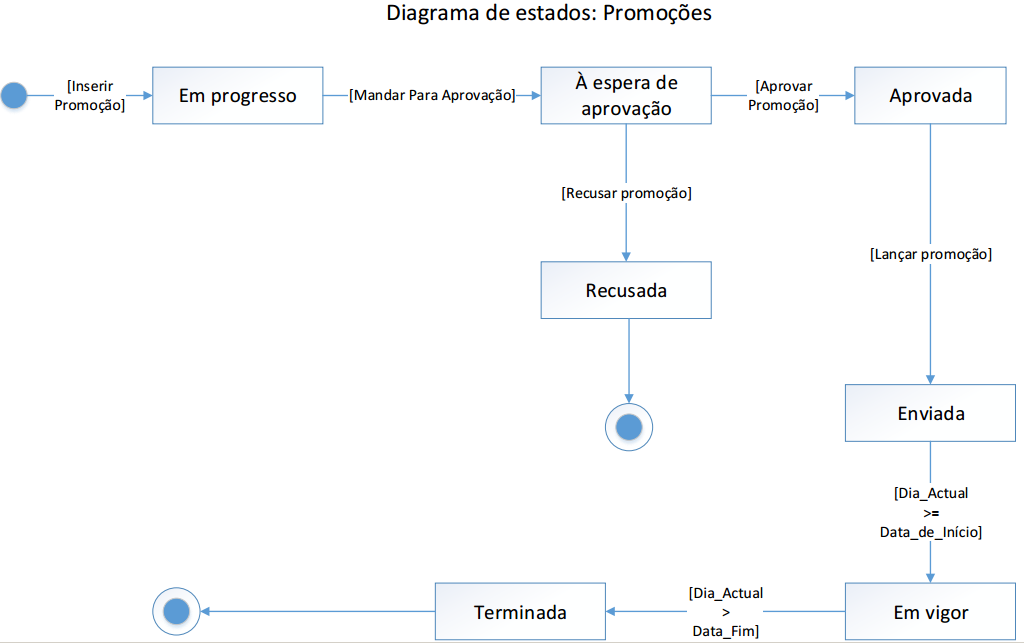 Diagrama de estados: Promoções
[Inserir
Promoção]
Em progresso
[Mandar Para Aprovação]
À espera de
aprovação
[Aprovar
Promoção]
Aprovada
[Recusar promoção]
[Lançar promoção]
Recusada
Enviada
[Dia_Actual
>=
Data_de_Início]
Em vigor
[Dia_Actual
>
Data_Fim]
Terminada